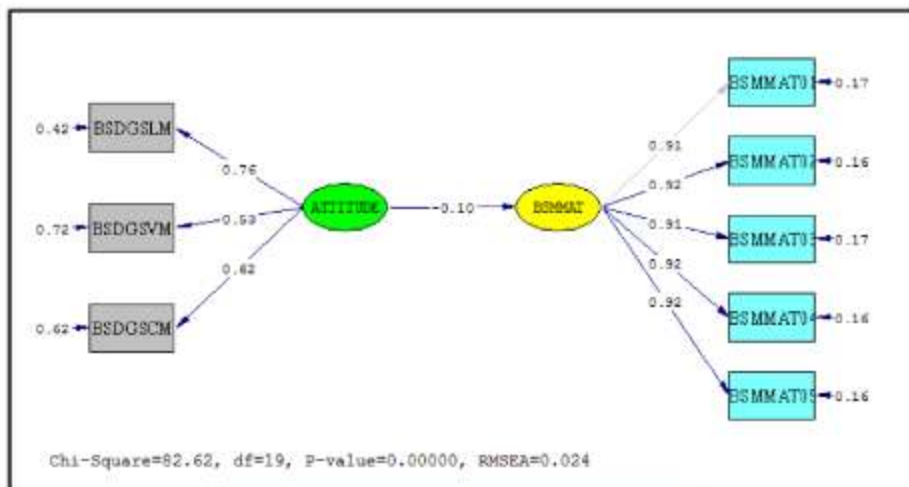 BSMMAT01
0.17
0.42
BSDGSLM
0.91
0.76
BSMMAT02
0.16
0.92
ATTITUDE
-0.10
BSMMAT
0.72
BSDGSVM
0.53
0.91
BSMMAT03
0.17
0.62
0.92
0.92
0.62
BSDGSCM
BSMMAT04
0.16
BSMMAT05
0.16
Chi-Square=82.62, df=19, P-value=0.00000, RMSEA=0.024